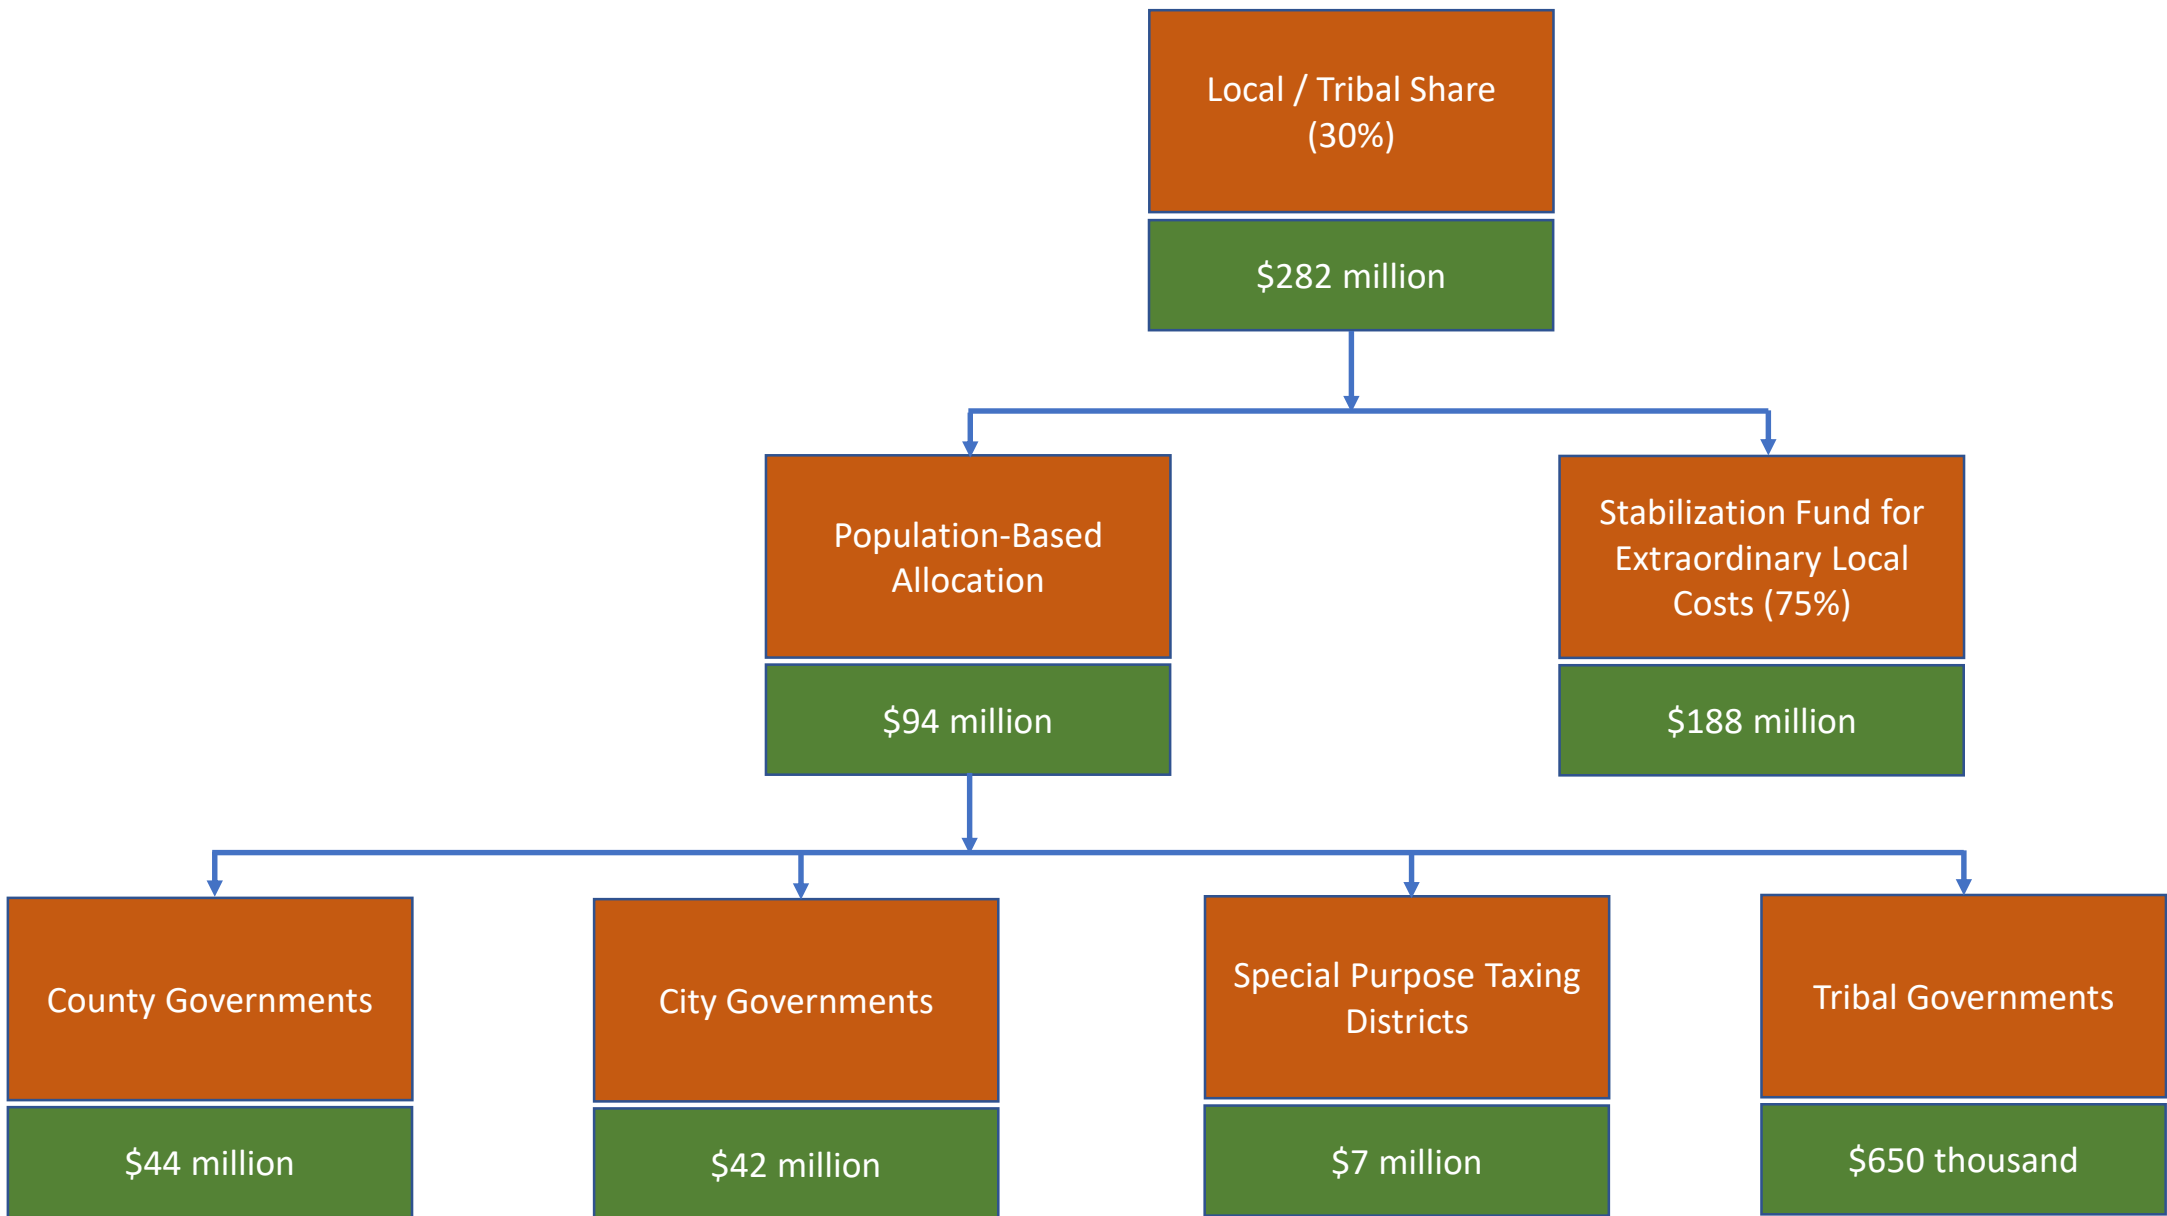 Local / Tribal Share
(30%)
$282 million
Population-Based
Allocation
$94 million
Stabilization Fund for
Extraordinary Local
Costs (75%)
$188 million
County Governments
$44 million
City Governments
$42 million
Special Purpose Taxing
Districts
$7 million
Tribal Governments
$650 thousand